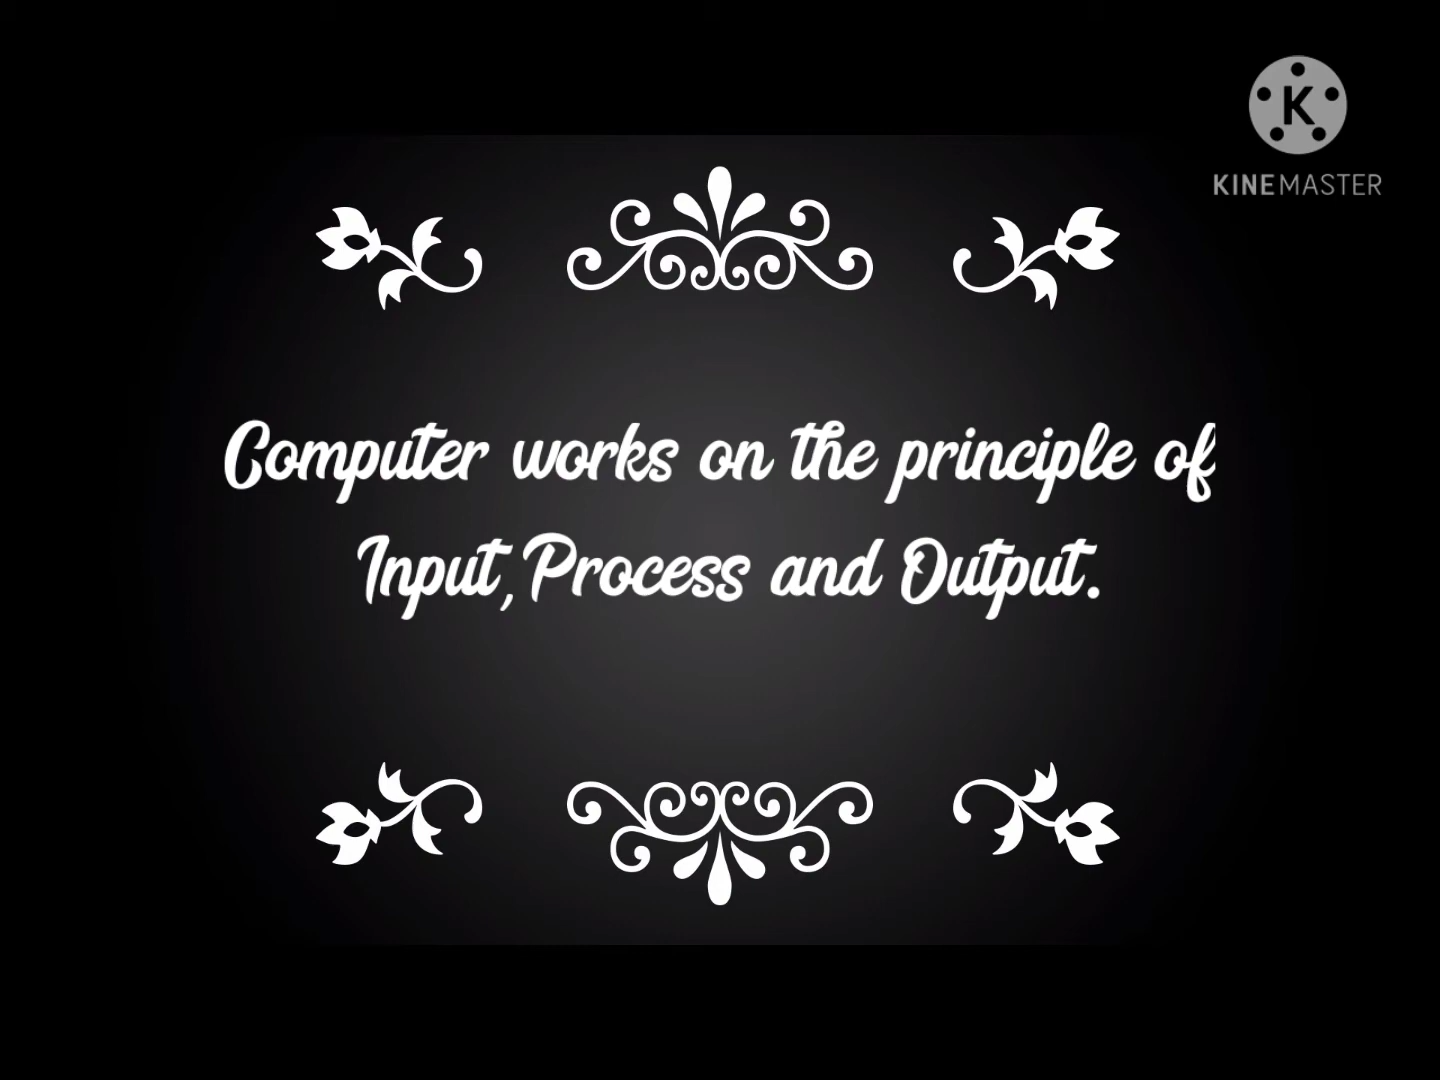 K
KINEMASTER
Computer works on the principle of
Input,Process and Output.